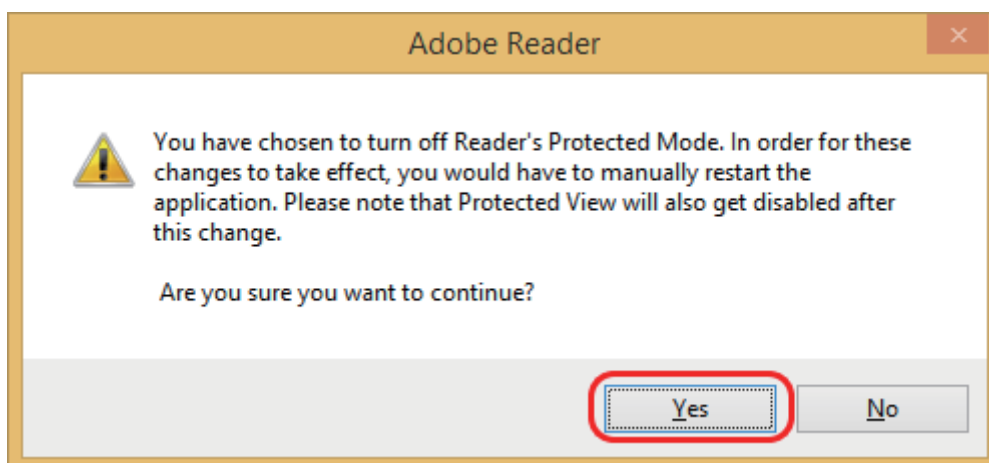 Adobe Reader
You have chosen to turn off Reader's Protected Mode. In order for these
changes to take effect, you would have to manually restart the
application. Please note that Protected View will also get disabled after
this change.
Are you sure you want to continue?
Yes
No